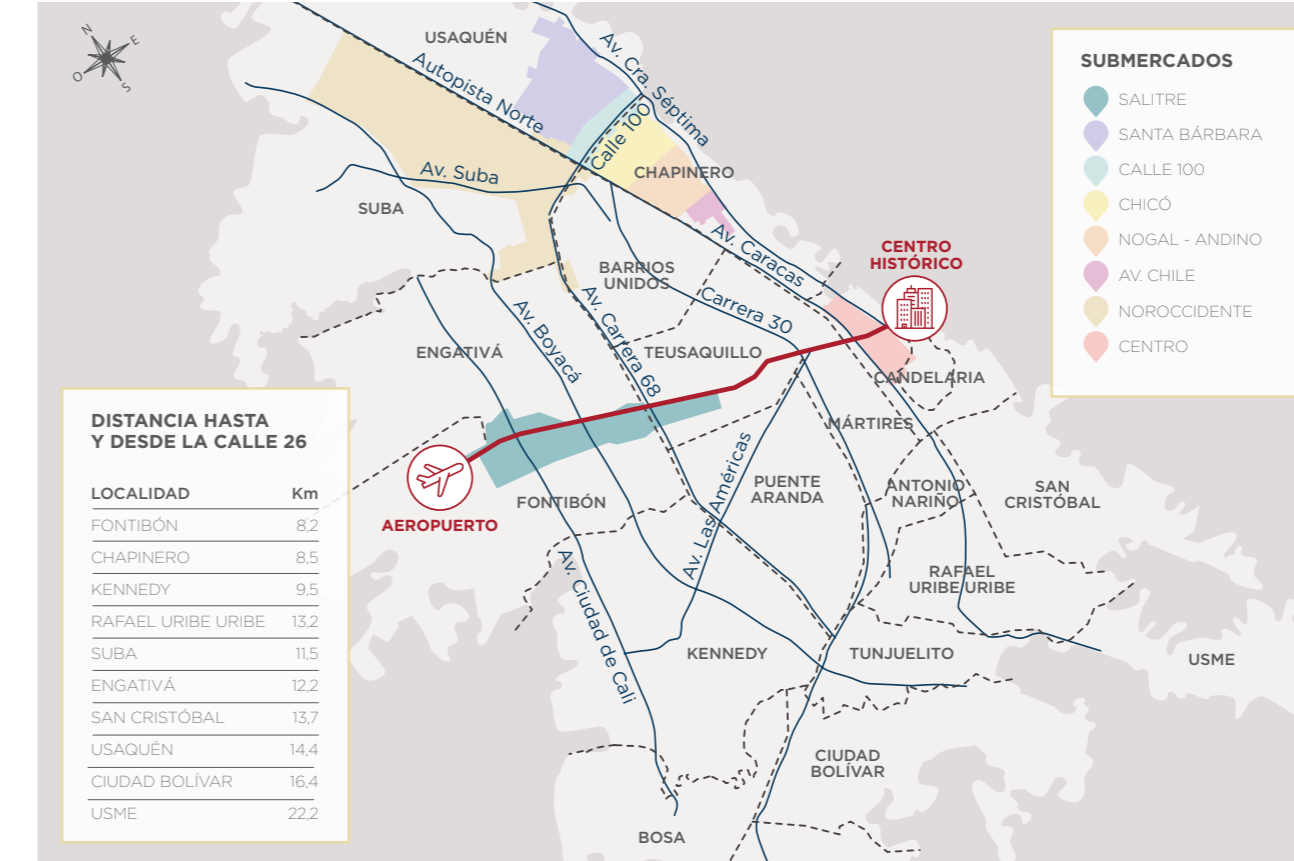 N
E
O
S
USAQUÉN
Av. Cra. Séptima
Autopista Norte
Calle 100
CHAPINERO
Av. Suba
SUBA
Av. Caracas
CENTRO
HISTÓRICO
BARRIOS
UNIDOS
Carrera 30
Av. Carrera 68
Av. Boyacá
ENGATIVÁ
TEUSAQUILLO
CANDELARIA
MÁRTIRES
Av. Las Américas
PUENTE
ARANDA
ANTONIO
NARIÑO
SAN
CRISTÓBAL
FONTIBÓN
AEROPUERTO
Av. Ciudad de Cali
RAFAEL
URIBE URIBE
KENNEDY
TUNJUELITO
USME
CIUDAD
BOLÍVAR
BOSA
SUBMERCADOS
SALITRE
SANTA BÁRBARA
CALLE 100
CHICÓ
NOGAL - ANDINO
AV. CHILE
NOROCCIDENTE
CENTRO
DISTANCIA HASTA
Y DESDE LA CALLE 26
LOCALIDAD Km
FONTIBÓN 8,2
CHAPINERO 8,5
KENNEDY 9,5
RAFAEL URIBE URIBE 13,2
SUBA 11,5
ENGATIVÁ 12,2
SAN CRISTÓBAL 13,7
USAQUÉN 14,4
CIUDAD BOLÍVAR 16,4
USME 22,2